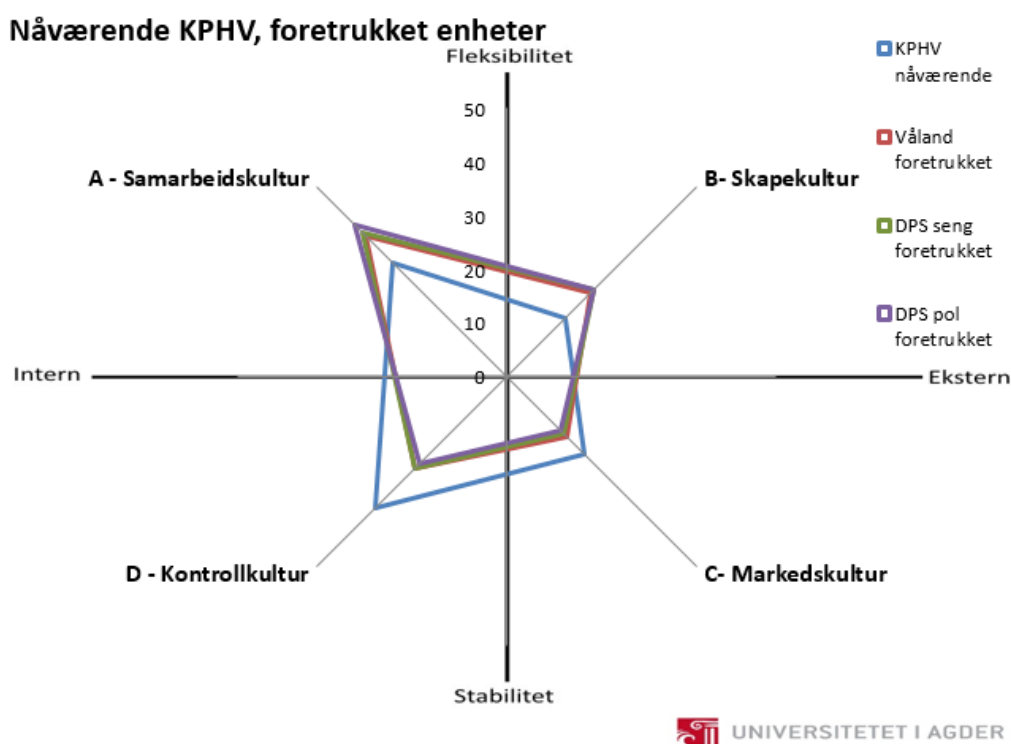 Nåværende KPHV, foretrukket enheter
Fleksibilitet
KPHV
nåværende
50
Våland
foretrukket
40
A - Samarbeidskultur
B- Skapekultur
30
DPS seng
foretrukket
20
DPS pol
foretrukket
10
Intern
0
Ekstern
D - Kontrollkultur
C- Markedskultur
Stabilitet
UNIVERSITETET I AGDER